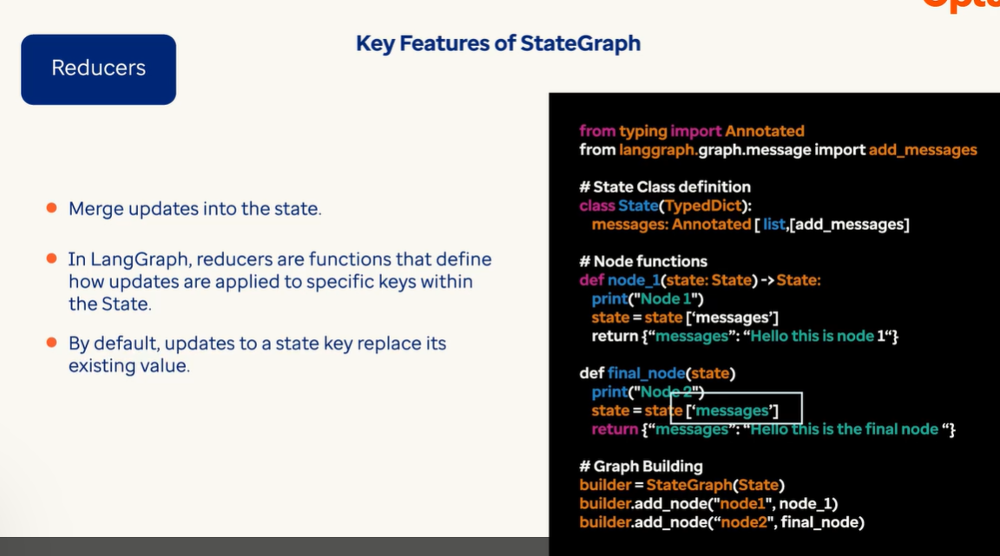 Reducers
Key Features of StateGraph
Merge updates into the state.
In LangGraph, reducers are functions that define
how updates are applied to specific keys within
the State.
By default, updates to a state key replace its
existing value.
from typing import Annotated
from langgraph.graph.message import add_messages
# State Class definition
class State(TypedDict):
messages: Annotated [ list,[add_messages]
# Node functions
def node_1(state: State) -> State:
print("Node 1")
state = state [‘messages’]
return {“messages”: “Hello this is node 1“}
def final_node(state)
print("Node 2")
state = state [‘messages’]
return {“messages”: “Hello this is the final node “}
# Graph Building
builder = StateGraph(State)
builder.add_node("node1", node_1)
builder.add_node(“node2", final_node)